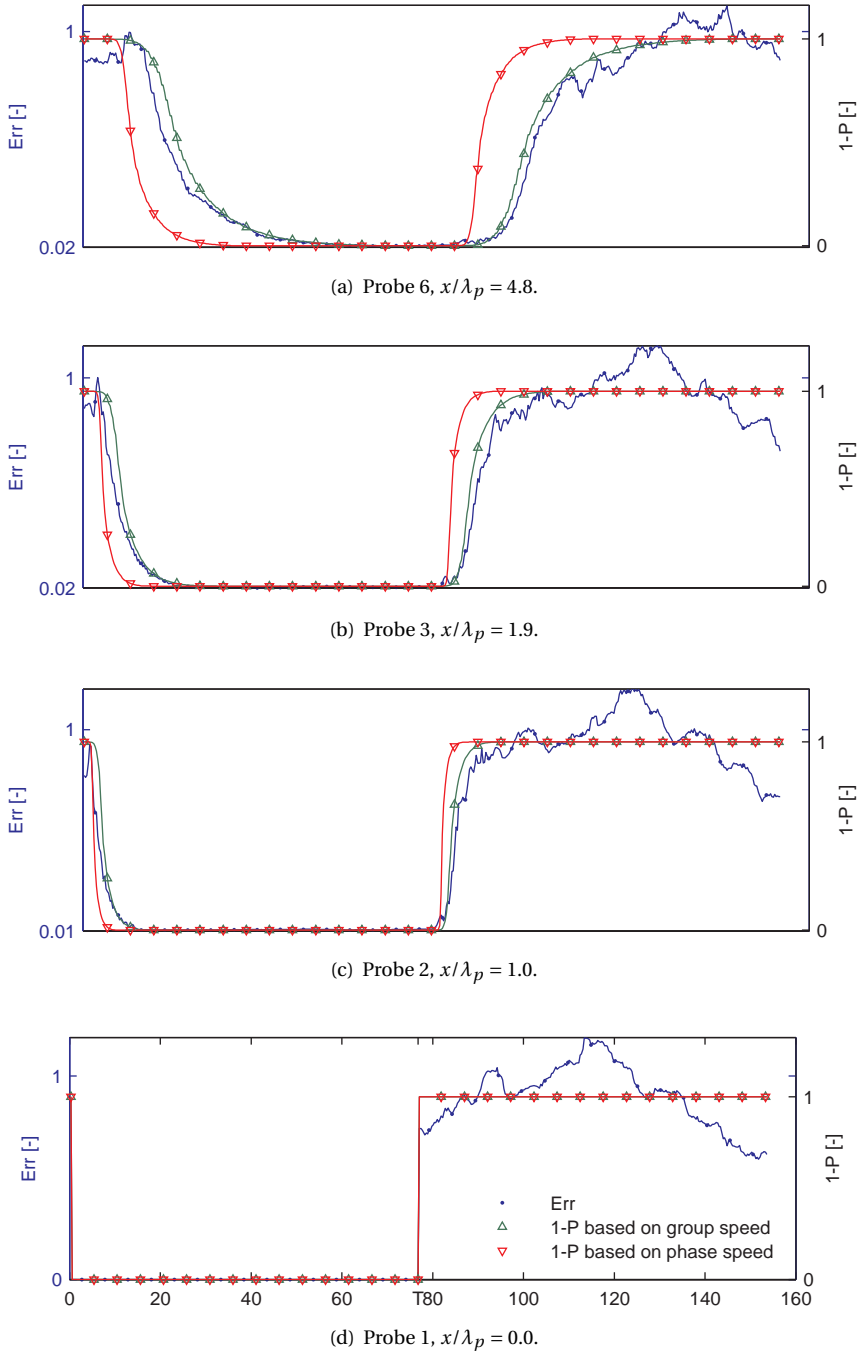 1
Err [-]
0.02
1
1-P [-]
0
(a) Probe 6, x/λp = 4.8.
1
Err [-]
0.02
1
1-P [-]
0
(b) Probe 3, x/λp = 1.9.
1
Err [-]
0.01
1
1-P [-]
0
(c) Probe 2, x/λp = 1.0.
1
Err [-]
0
1
1-P [-]
0
Err
1-P based on group speed
1-P based on phase speed
0 20 40 60 T 80 100 120 140 160
(d) Probe 1, x/λp = 0.0.